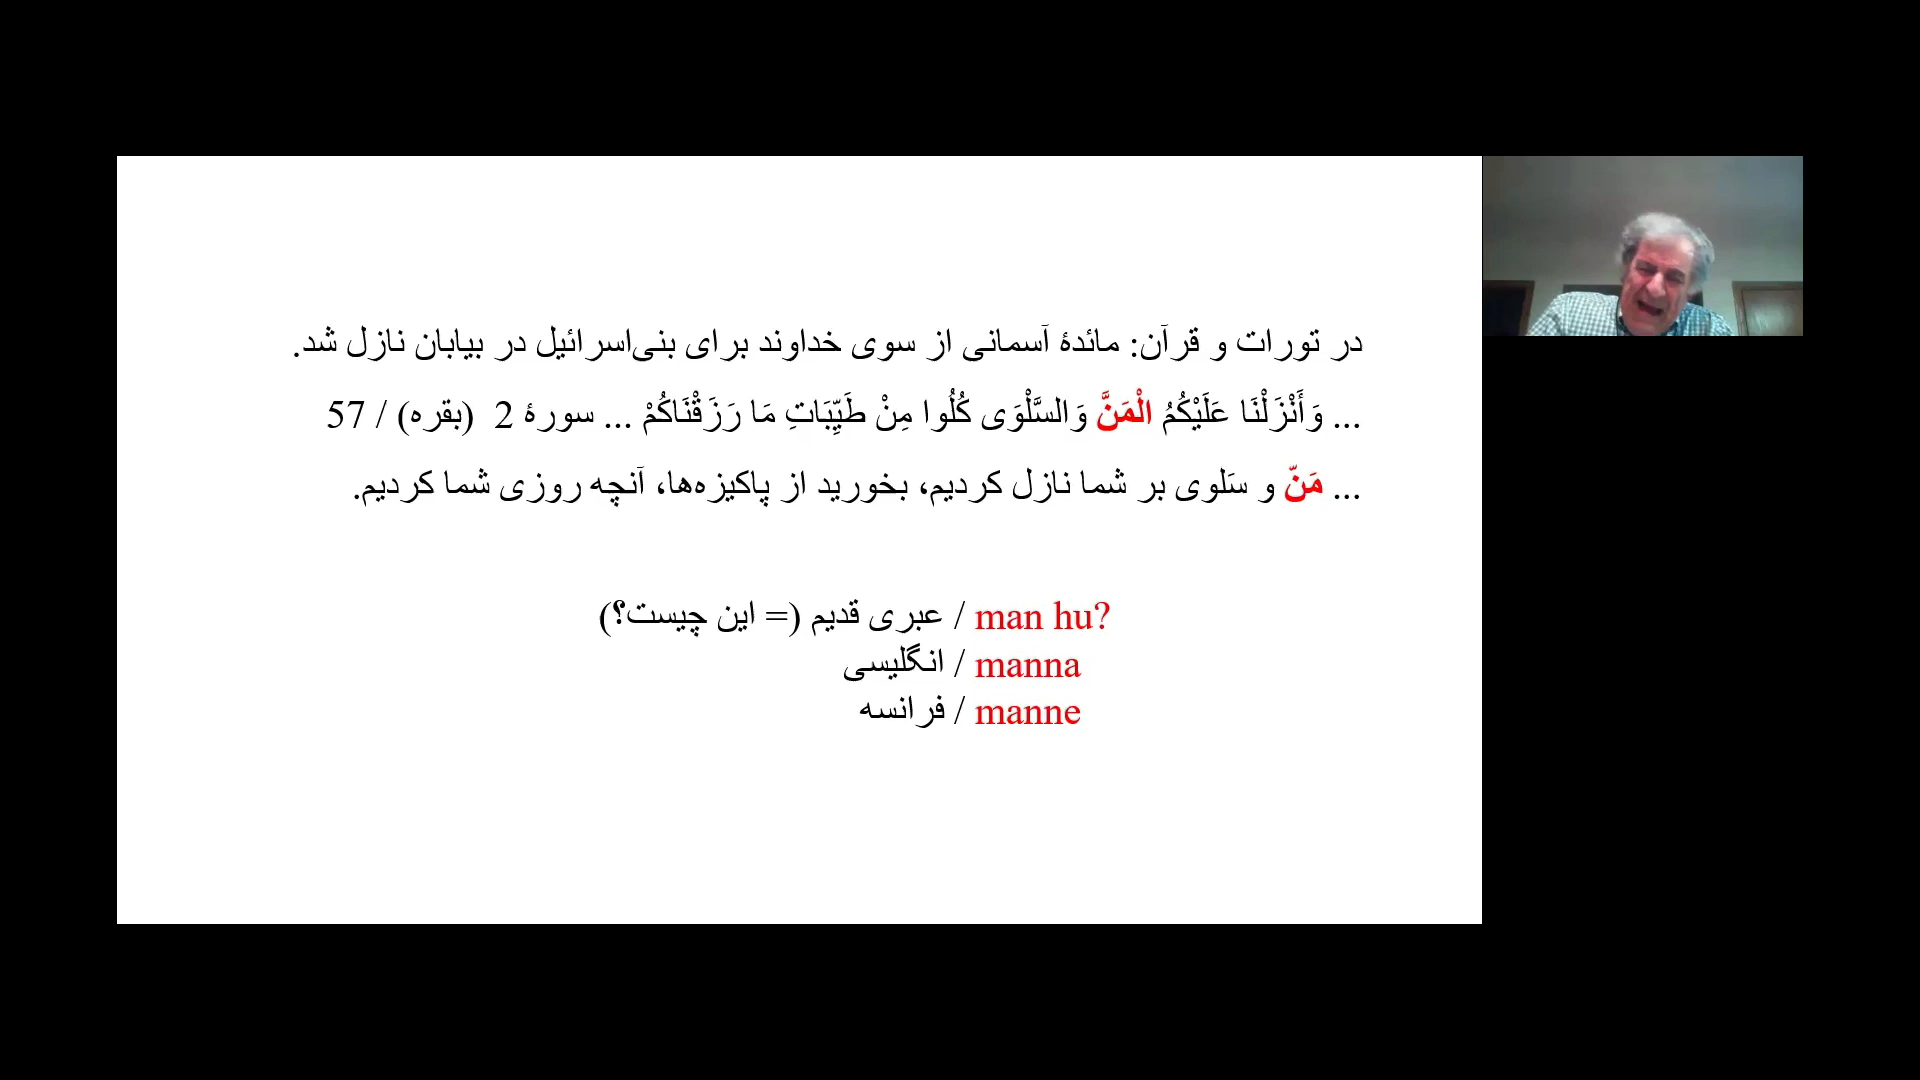 در تورات و قرآن: مائدهٔ آسمانی از سوی خداوند برای بنی‌اسرائیل در بیابان نازل شد.
... وَأَنْزَلْنَا عَلَيْكُمُ الْمَنَّ وَالسَّلْوَى كُلُوا مِنْ طَيِّبَاتِ مَا رَزَقْنَاكُمْ ... سورهٔ 2 (بقره) / 57
... مَنّ و سَلوی بر شما نازل کردیم، بخورید از پاکیزه‌ها، آنچه روزی شما کردیم.
man hu? / عبری قدیم (= این چیست؟)
manna / انگلیسی
manne / فرانسه